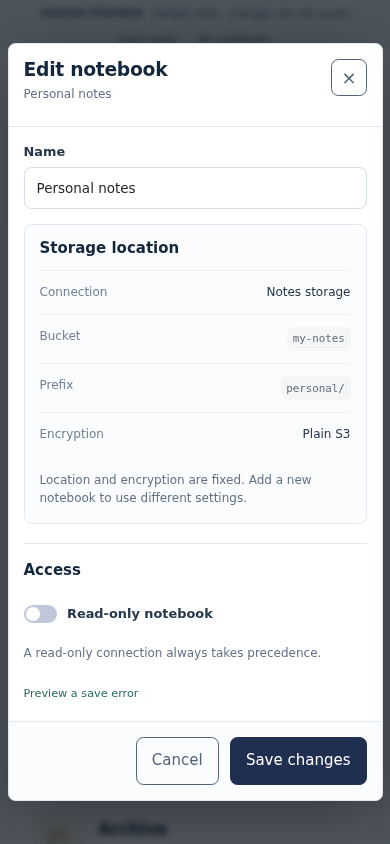 Edit notebook
Personal notes
Name
Personal notes
Storage location
Connection Notes storage
Bucket my-notes
Prefix personal/
Encryption Plain S3
Location and encryption are fixed. Add a new
notebook to use different settings.
Access
Read-only notebook
A read-only connection always takes precedence.
Preview a save error
Cancel Save changes
Archive